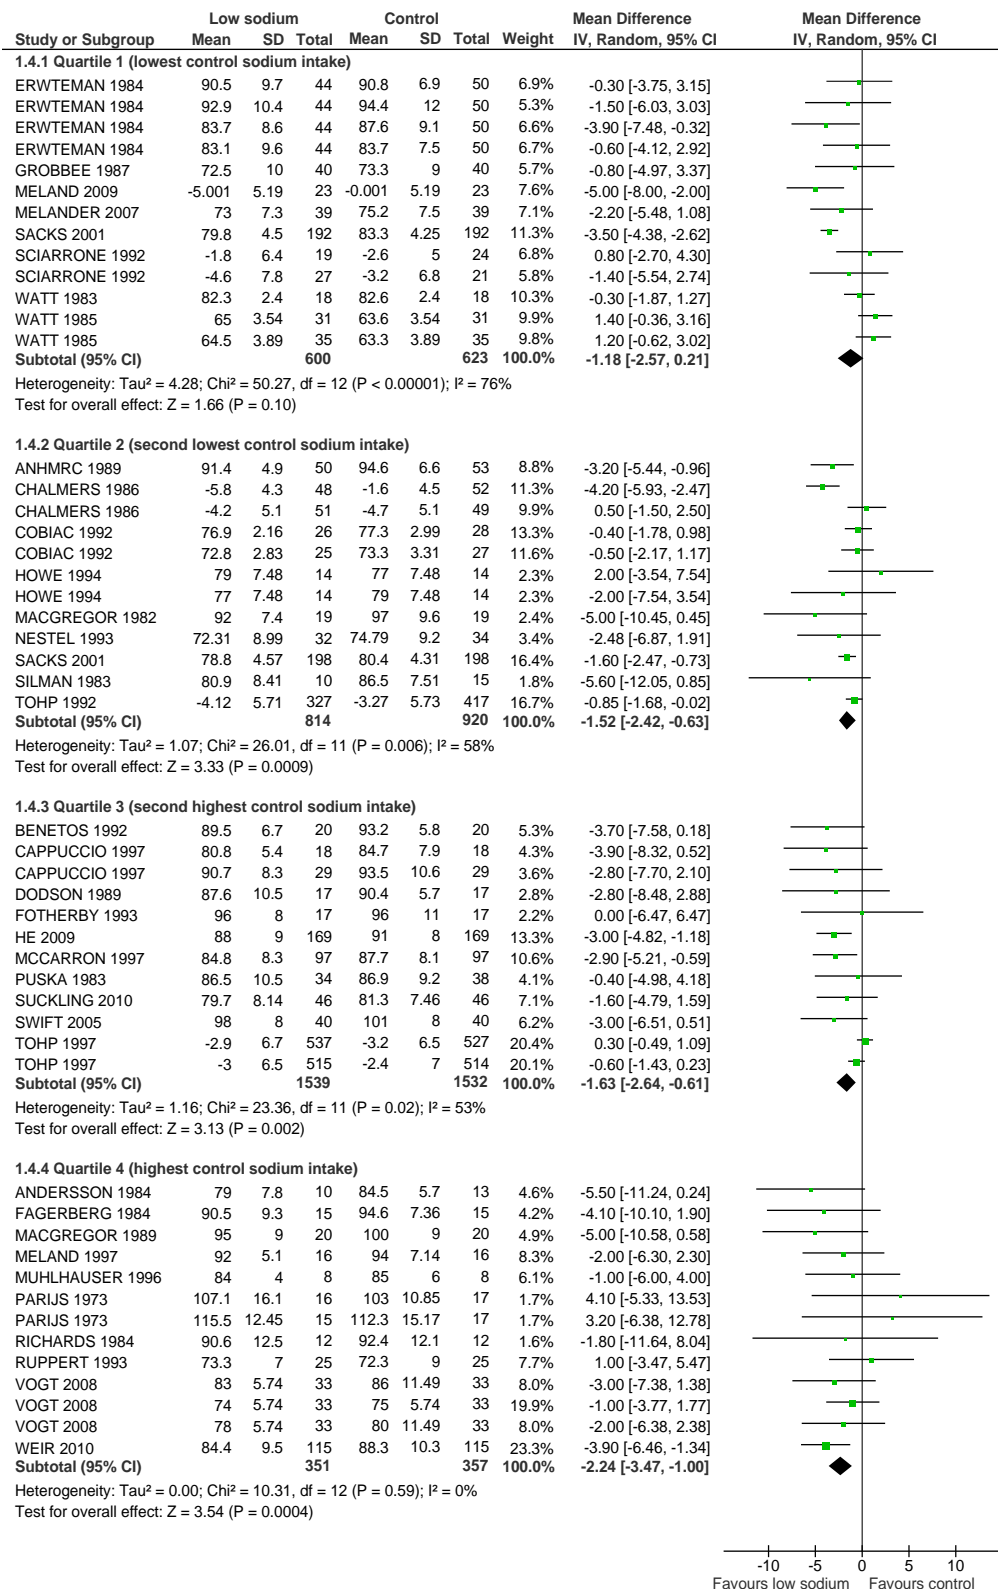 Low sodium Control Mean Difference Mean Difference
Study or Subgroup Mean SD Total Mean SD Total Weight IV, Random, 95% CI IV, Random, 95% CI
1.4.1 Quartile 1 (lowest control sodium intake)
ERWTEMAN 1984 90.5 9.7 44 90.8 6.9 50 6.9% -0.30 [-3.75, 3.15]
ERWTEMAN 1984 92.9 10.4 44 94.4 12 50 5.3% -1.50 [-6.03, 3.03]
ERWTEMAN 1984 83.7 8.6 44 87.6 9.1 50 6.6% -3.90 [-7.48, -0.32]
ERWTEMAN 1984 83.1 9.6 44 83.7 7.5 50 6.7% -0.60 [-4.12, 2.92]
GROBBEE 1987 72.5 10 40 73.3 9 40 5.7% -0.80 [-4.97, 3.37]
MELAND 2009 -5.001 5.19 23 -0.001 5.19 23 7.6% -5.00 [-8.00, -2.00]
MELANDER 2007 73 7.3 39 75.2 7.5 39 7.1% -2.20 [-5.48, 1.08]
SACKS 2001 79.8 4.5 192 83.3 4.25 192 11.3% -3.50 [-4.38, -2.62]
SCIARRONE 1992 -1.8 6.4 19 -2.6 5 24 6.8% 0.80 [-2.70, 4.30]
SCIARRONE 1992 -4.6 7.8 27 -3.2 6.8 21 5.8% -1.40 [-5.54, 2.74]
WATT 1983 82.3 2.4 18 82.6 2.4 18 10.3% -0.30 [-1.87, 1.27]
WATT 1985 65 3.54 31 63.6 3.54 31 9.9% 1.40 [-0.36, 3.16]
WATT 1985 64.5 3.89 35 63.3 3.89 35 9.8% 1.20 [-0.62, 3.02]
Subtotal (95% CI) 600 623 100.0% -1.18 [-2.57, 0.21]
Heterogeneity: Tau² = 4.28; Chi² = 50.27, df = 12 (P < 0.00001); I² = 76%
Test for overall effect: Z = 1.66 (P = 0.10)
1.4.2 Quartile 2 (second lowest control sodium intake)
ANHMRC 1989 91.4 4.9 50 94.6 6.6 53 8.8% -3.20 [-5.44, -0.96]
CHALMERS 1986 -5.8 4.3 48 -1.6 4.5 52 11.3% -4.20 [-5.93, -2.47]
CHALMERS 1986 -4.2 5.1 51 -4.7 5.1 49 9.9% 0.50 [-1.50, 2.50]
COBIAC 1992 76.9 2.16 26 77.3 2.99 28 13.3% -0.40 [-1.78, 0.98]
COBIAC 1992 72.8 2.83 25 73.3 3.31 27 11.6% -0.50 [-2.17, 1.17]
HOWE 1994 79 7.48 14 77 7.48 14 2.3% 2.00 [-3.54, 7.54]
HOWE 1994 77 7.48 14 79 7.48 14 2.3% -2.00 [-7.54, 3.54]
MACGREGOR 1982 92 7.4 19 97 9.6 19 2.4% -5.00 [-10.45, 0.45]
NESTEL 1993 72.31 8.99 32 74.79 9.2 34 3.4% -2.48 [-6.87, 1.91]
SACKS 2001 78.8 4.57 198 80.4 4.31 198 16.4% -1.60 [-2.47, -0.73]
SILMAN 1983 80.9 8.41 10 86.5 7.51 15 1.8% -5.60 [-12.05, 0.85]
TOHP 1992 -4.12 5.71 327 -3.27 5.73 417 16.7% -0.85 [-1.68, -0.02]
Subtotal (95% CI) 814 920 100.0% -1.52 [-2.42, -0.63]
Heterogeneity: Tau² = 1.07; Chi² = 26.01, df = 11 (P = 0.006); I² = 58%
Test for overall effect: Z = 3.33 (P = 0.0009)
1.4.3 Quartile 3 (second highest control sodium intake)
BENETOS 1992 89.5 6.7 20 93.2 5.8 20 5.3% -3.70 [-7.58, 0.18]
CAPPUCCIO 1997 80.8 5.4 18 84.7 7.9 18 4.3% -3.90 [-8.32, 0.52]
CAPPUCCIO 1997 90.7 8.3 29 93.5 10.6 29 3.6% -2.80 [-7.70, 2.10]
DODSON 1989 87.6 10.5 17 90.4 5.7 17 2.8% -2.80 [-8.48, 2.88]
FOTHERBY 1993 96 8 17 96 11 17 2.2% 0.00 [-6.47, 6.47]
HE 2009 88 9 169 91 8 169 13.3% -3.00 [-4.82, -1.18]
MCCARRON 1997 84.8 8.3 97 87.7 8.1 97 10.6% -2.90 [-5.21, -0.59]
PUSKA 1983 86.5 10.5 34 86.9 9.2 38 4.1% -0.40 [-4.98, 4.18]
SUCKLING 2010 79.7 8.14 46 81.3 7.46 46 7.1% -1.60 [-4.79, 1.59]
SWIFT 2005 98 8 40 101 8 40 6.2% -3.00 [-6.51, 0.51]
TOHP 1997 -2.9 6.7 537 -3.2 6.5 527 20.4% 0.30 [-0.49, 1.09]
TOHP 1997 -3 6.5 515 -2.4 7 514 20.1% -0.60 [-1.43, 0.23]
Subtotal (95% CI) 1539 1532 100.0% -1.63 [-2.64, -0.61]
Heterogeneity: Tau² = 1.16; Chi² = 23.36, df = 11 (P = 0.02); I² = 53%
Test for overall effect: Z = 3.13 (P = 0.002)
1.4.4 Quartile 4 (highest control sodium intake)
ANDERSSON 1984 79 7.8 10 84.5 5.7 13 4.6% -5.50 [-11.24, 0.24]
FAGERBERG 1984 90.5 9.3 15 94.6 7.36 15 4.2% -4.10 [-10.10, 1.90]
MACGREGOR 1989 95 9 20 100 9 20 4.9% -5.00 [-10.58, 0.58]
MELAND 1997 92 5.1 16 94 7.14 16 8.3% -2.00 [-6.30, 2.30]
MUHLHAUSER 1996 84 4 8 85 6 8 6.1% -1.00 [-6.00, 4.00]
PARIJS 1973 107.1 16.1 16 103 10.85 17 1.7% 4.10 [-5.33, 13.53]
PARIJS 1973 115.5 12.45 15 112.3 15.17 17 1.7% 3.20 [-6.38, 12.78]
RICHARDS 1984 90.6 12.5 12 92.4 12.1 12 1.6% -1.80 [-11.64, 8.04]
RUPPERT 1993 73.3 7 25 72.3 9 25 7.7% 1.00 [-3.47, 5.47]
VOGT 2008 83 5.74 33 86 11.49 33 8.0% -3.00 [-7.38, 1.38]
VOGT 2008 74 5.74 33 75 5.74 33 19.9% -1.00 [-3.77, 1.77]
VOGT 2008 78 5.74 33 80 11.49 33 8.0% -2.00 [-6.38, 2.38]
WEIR 2010 84.4 9.5 115 88.3 10.3 115 23.3% -3.90 [-6.46, -1.34]
Subtotal (95% CI) 351 357 100.0% -2.24 [-3.47, -1.00]
Heterogeneity: Tau² = 0.00; Chi² = 10.31, df = 12 (P = 0.59); I² = 0%
Test for overall effect: Z = 3.54 (P = 0.0004)
-10 -5 0 5 10
Favours low sodium Favours control